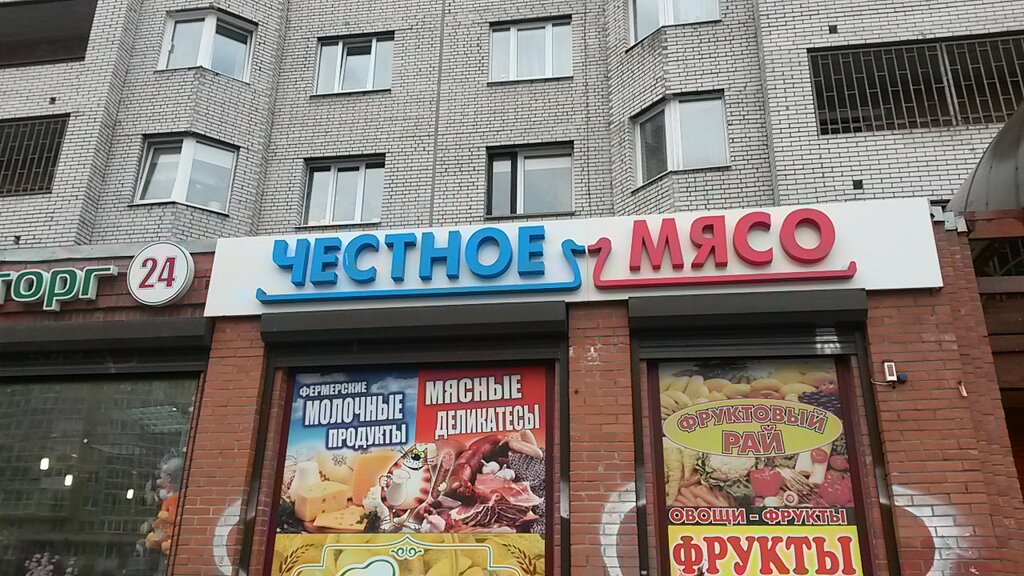 торг
24
ЧЕСТНОЕ МЯСО
ФЕРМЕРСКИЕ
МОЛОЧНЫЕ
ПРОДУКТЫ
МЯСНЫЕ
ДЕЛИКАТЕСЫ
ФРУКТОВЫЙ
РАЙ
ОВОЩИ - ФРУКТЫ
ФРУКТЫ